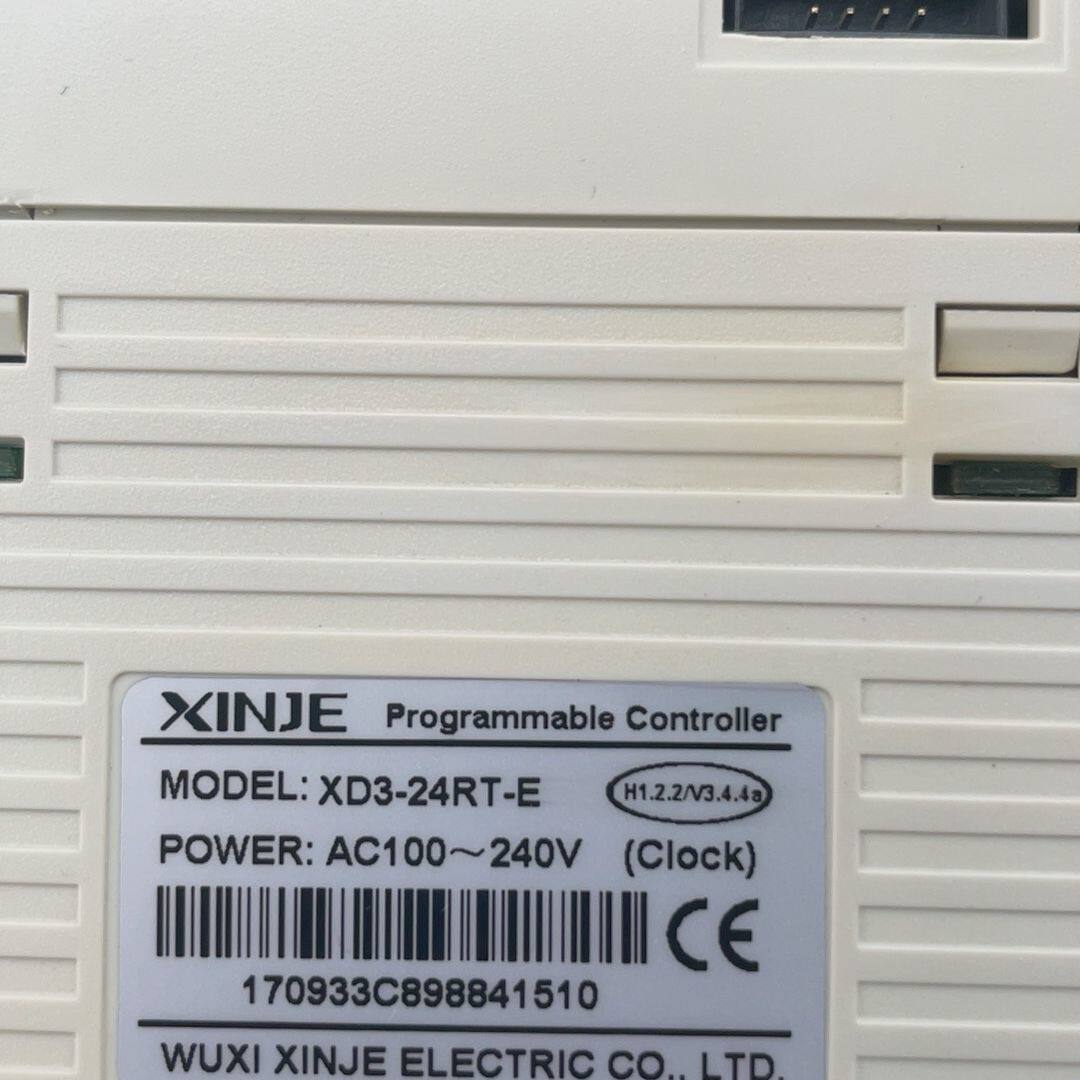 XINJE Programmable Controller
MODEL: XD3-24RT-E H1.2.2/V3.4.4a
POWER: AC100～240V (Clock)
CE
170933C898841510
WUXI XINJE ELECTRIC CO., LTD.